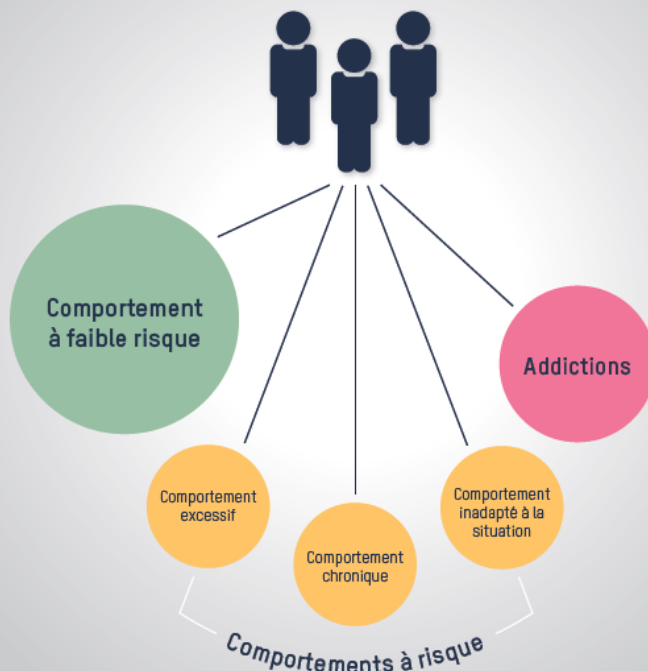 Comportement
à faible risque
Addictions
Comportement
excessif
Comportement
chronique
Comportement
inadapté à la
situation
Comportements à risque